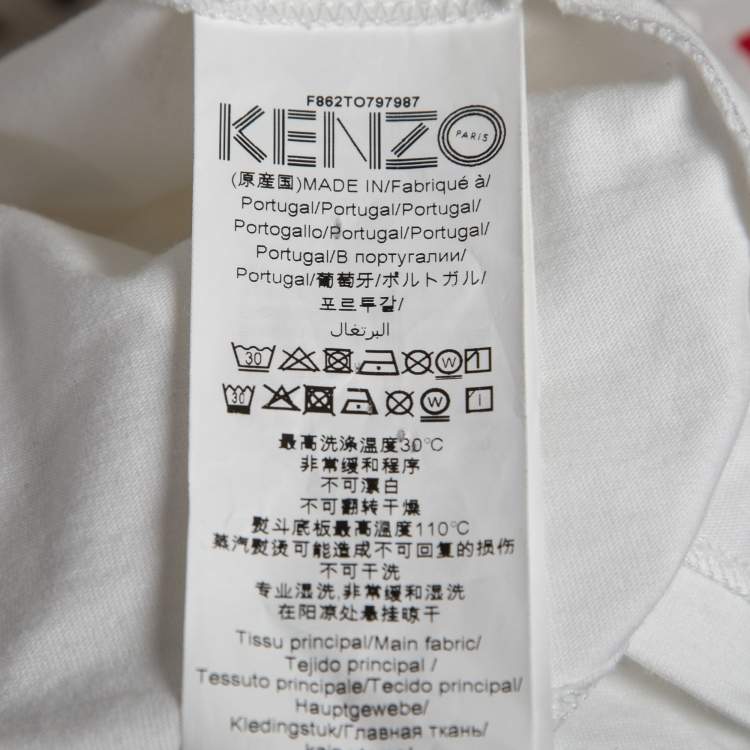 F862TO797987
KENZO PARIS
(原産国)MADE IN/Fabriqué à/
Portugal/Portugal/Portugal/
Portogallo/Portugal/Portugal/
Portugal/В португалии/
Portugal/葡萄牙/ポルトガル/
포르투갈/
البرتغال
30 W
30 W
最高洗涤温度30℃
非常缓和程序
不可漂白
不可翻转干燥
熨斗底板最高温度110℃
蒸汽熨烫可能造成不可回复的损伤
不可干洗
专业湿洗,非常缓和湿洗
在阴凉处悬挂晾干
Tissu principal/Main fabric/
Tejido principal /
Tessuto principale/Tecido principal/
Hauptgewebe/
Kledingstuk/Главная ткань/